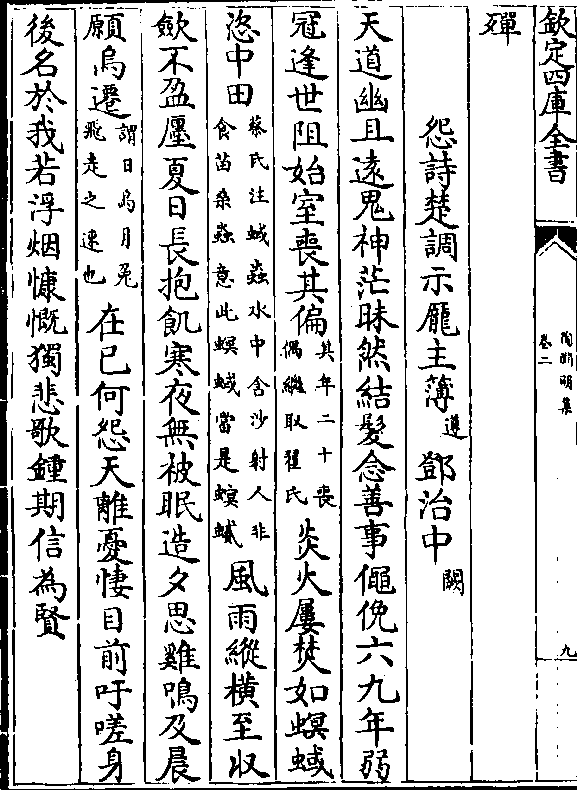 欽定四庫全書
陶淵明集
卷二
九
殫
怨詩楚調示龎主簿遵鄧治中闕
天道幽且遠鬼神茫昧然結髮念善事僶俛六九年弱
冠逢世阻始室喪其偏其年二十喪偶繼取翟氏炎火屢焚如螟蜮
恣中田蔡氏注蜮蟲水中含沙射人非食苗桑蟲意此螟蜮當是螟蟘風雨縱橫至収
歛不盈廛夏日長抱飢寒夜無被眠造夕思雞鳴及晨
願烏遷謂日烏月兔飛走之速也在已何怨天離憂悽目前吁嗟身
後名於我若浮烟慷慨獨悲歌鍾期信為賢